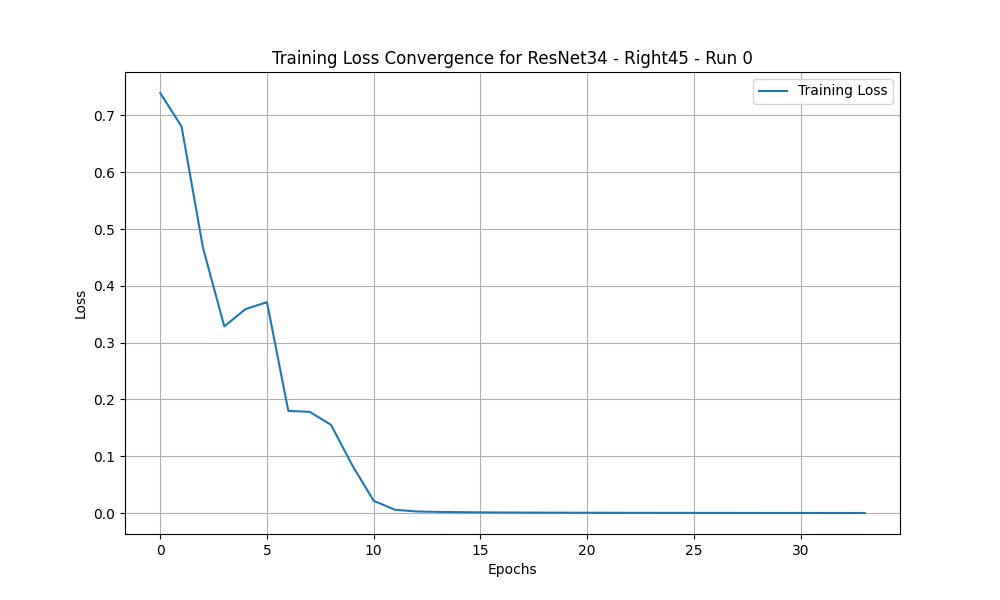 Training Loss Convergence for ResNet34 - Right45 - Run 0
Training Loss
0.7
0.6
0.5
0.4
0.3
0.2
0.1
0.0
Loss
0 5 10 15 20 25 30
Epochs